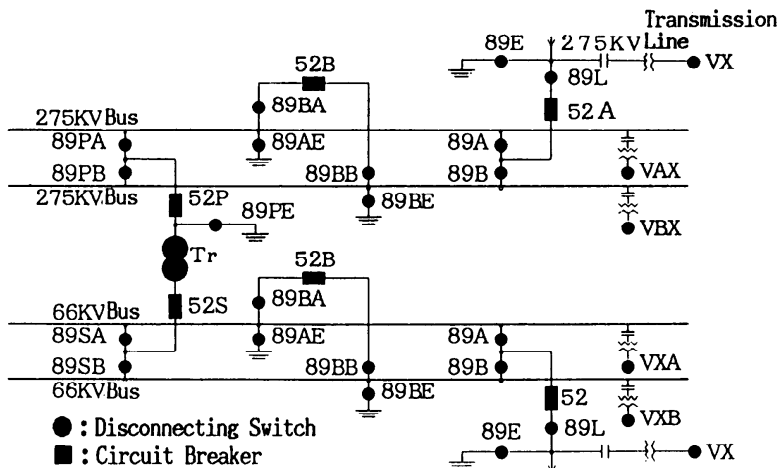 Transmission
Line
89E
275KV
VX
52B
89L
89BA
52A
275KVBus
89PA
89AE
89A
89PB
89BB
89B
VAX
275KV.Bus
52P
89PE
89BE
VBX
Tr
52B
52S
89BA
66KVBus
89SA
89AE
89A
89SB
89BB
89B
VXA
66KVBus
89BE
52
VXB
: Disconnecting Switch
89E
89L
: Circuit Breaker
VX